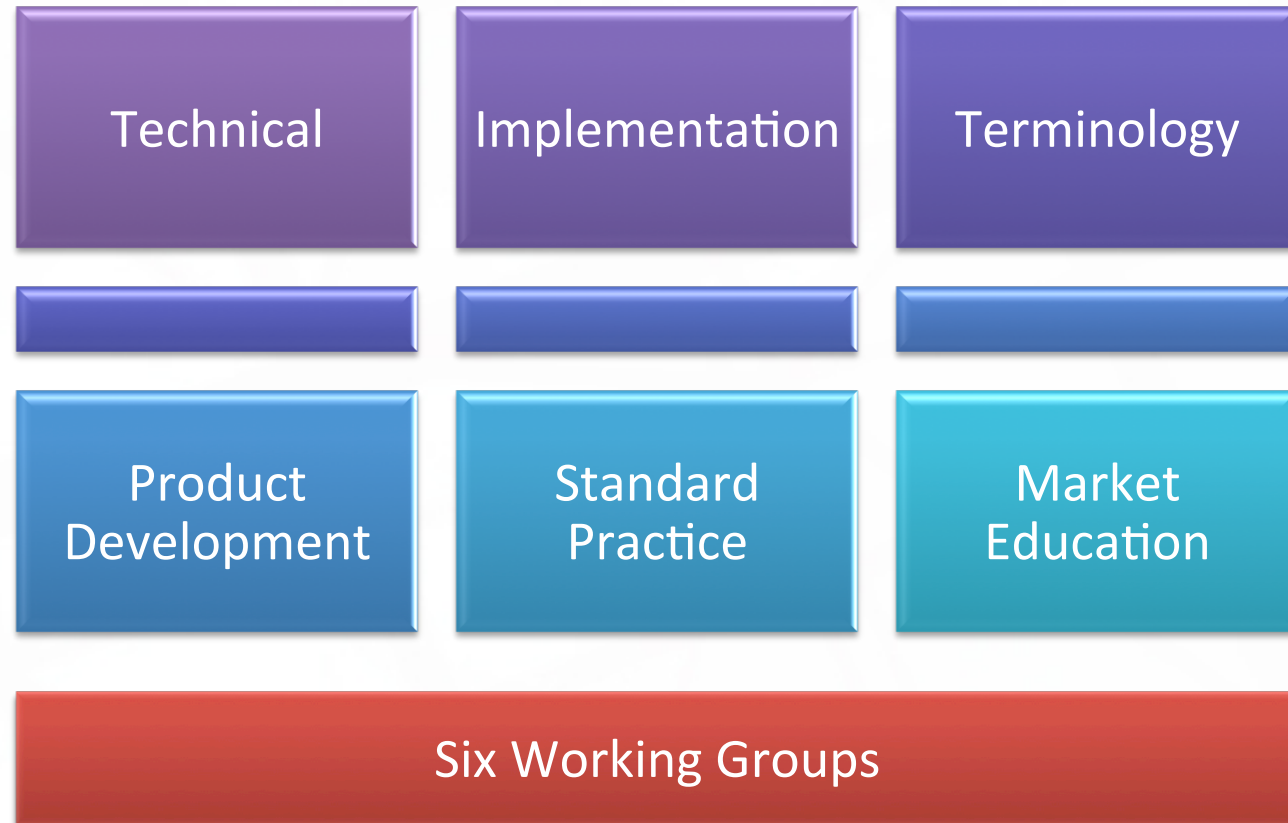 Technical
Implementation
Terminology
Product
Development
Standard
Practice
Market
Education
Six Working Groups